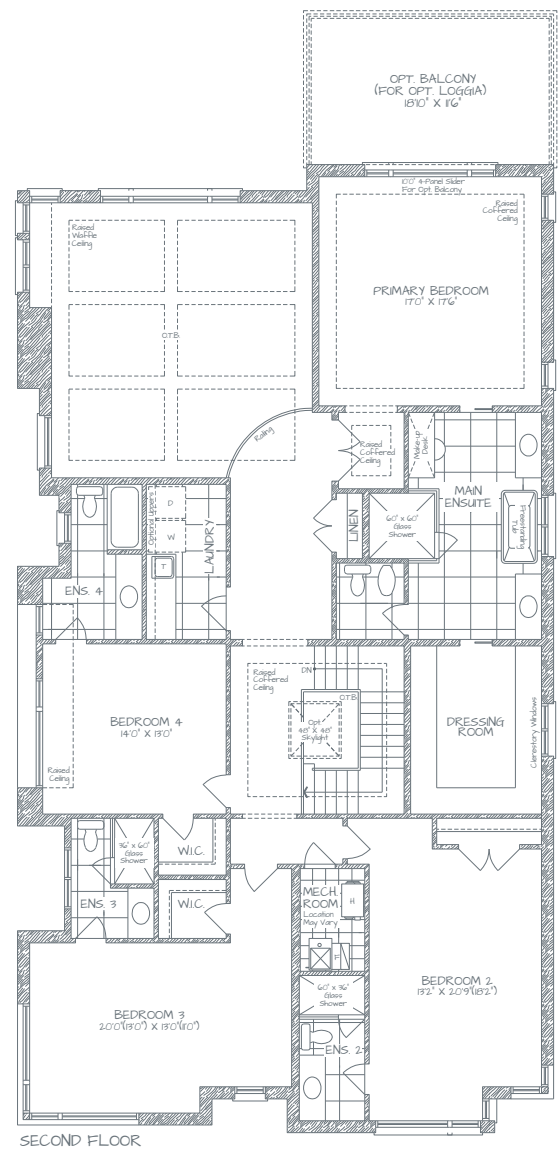 OPT. BALCONY
(FOR OPT. LOGGIA)
18'10" X 11'6"
10'0" 4-Panel Slider
For Opt. Balcony
Raised
Waffle
Ceiling
Raised
Coffered
Ceiling
PRIMARY BEDROOM
17'0" X 17'6"
O.T.B.
Railing
Raised
Coffered
Ceiling
Make-up
Desk
MAIN
ENSUITE
Freestanding
Tub
LINEN
60" x 60"
Glass
Shower
Optional Uppers
D
W
T
LAUNDRY
ENS. 4
Raised
Coffered
Ceiling
DN
O.T.B.
Opt.
48" X 48"
Skylight
BEDROOM 4
14'0" X 13'0"
Raised
Ceiling
DRESSING
ROOM
Clerestory Windows
36" x 60"
Glass
Shower
W.I.C.
ENS. 3
W.I.C.
MECH.
ROOM
Location
May Vary
H
F
60" x 36"
Glass
Shower
ENS. 2
BEDROOM 2
13'2" X 20'9"(18'2")
BEDROOM 3
20'0"(13'0") X 13'0"(11'0")
SECOND FLOOR